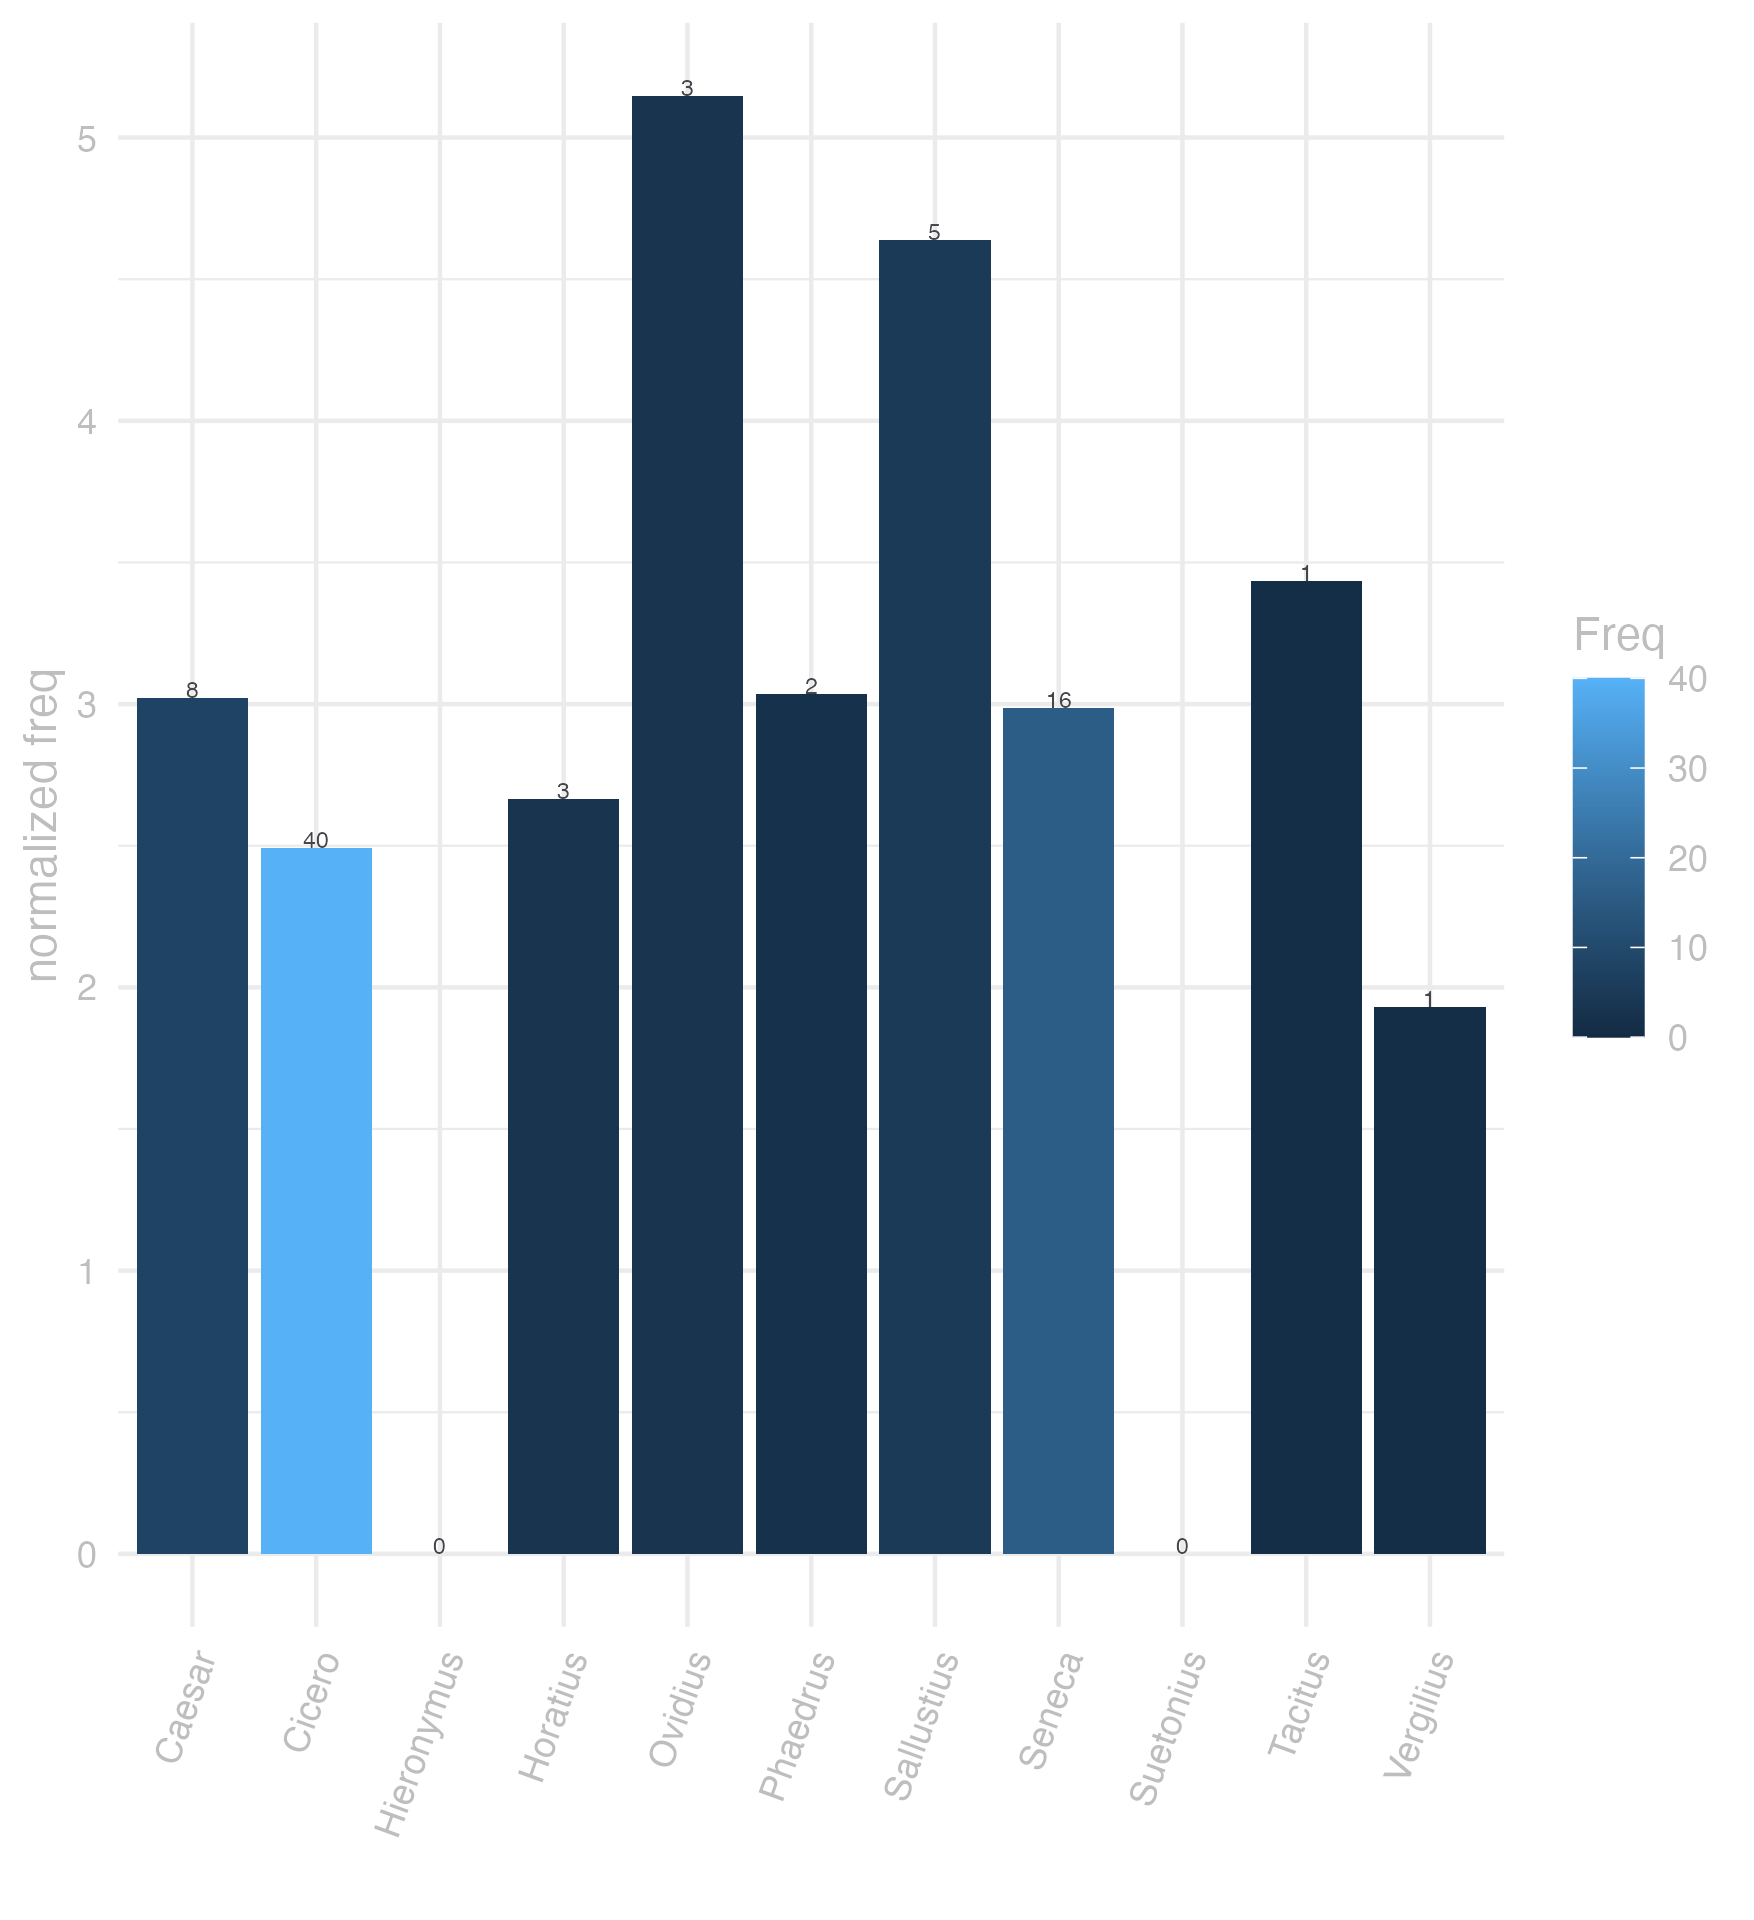 normalized freq
5
4
3
2
1
0
3
5
1
8
2
16
3
40
1
0
0
Caesar
Cicero
Hieronymus
Horatius
Ovidius
Phaedrus
Sallustius
Seneca
Suetonius
Tacitus
Vergilius
Freq
40
30
20
10
0